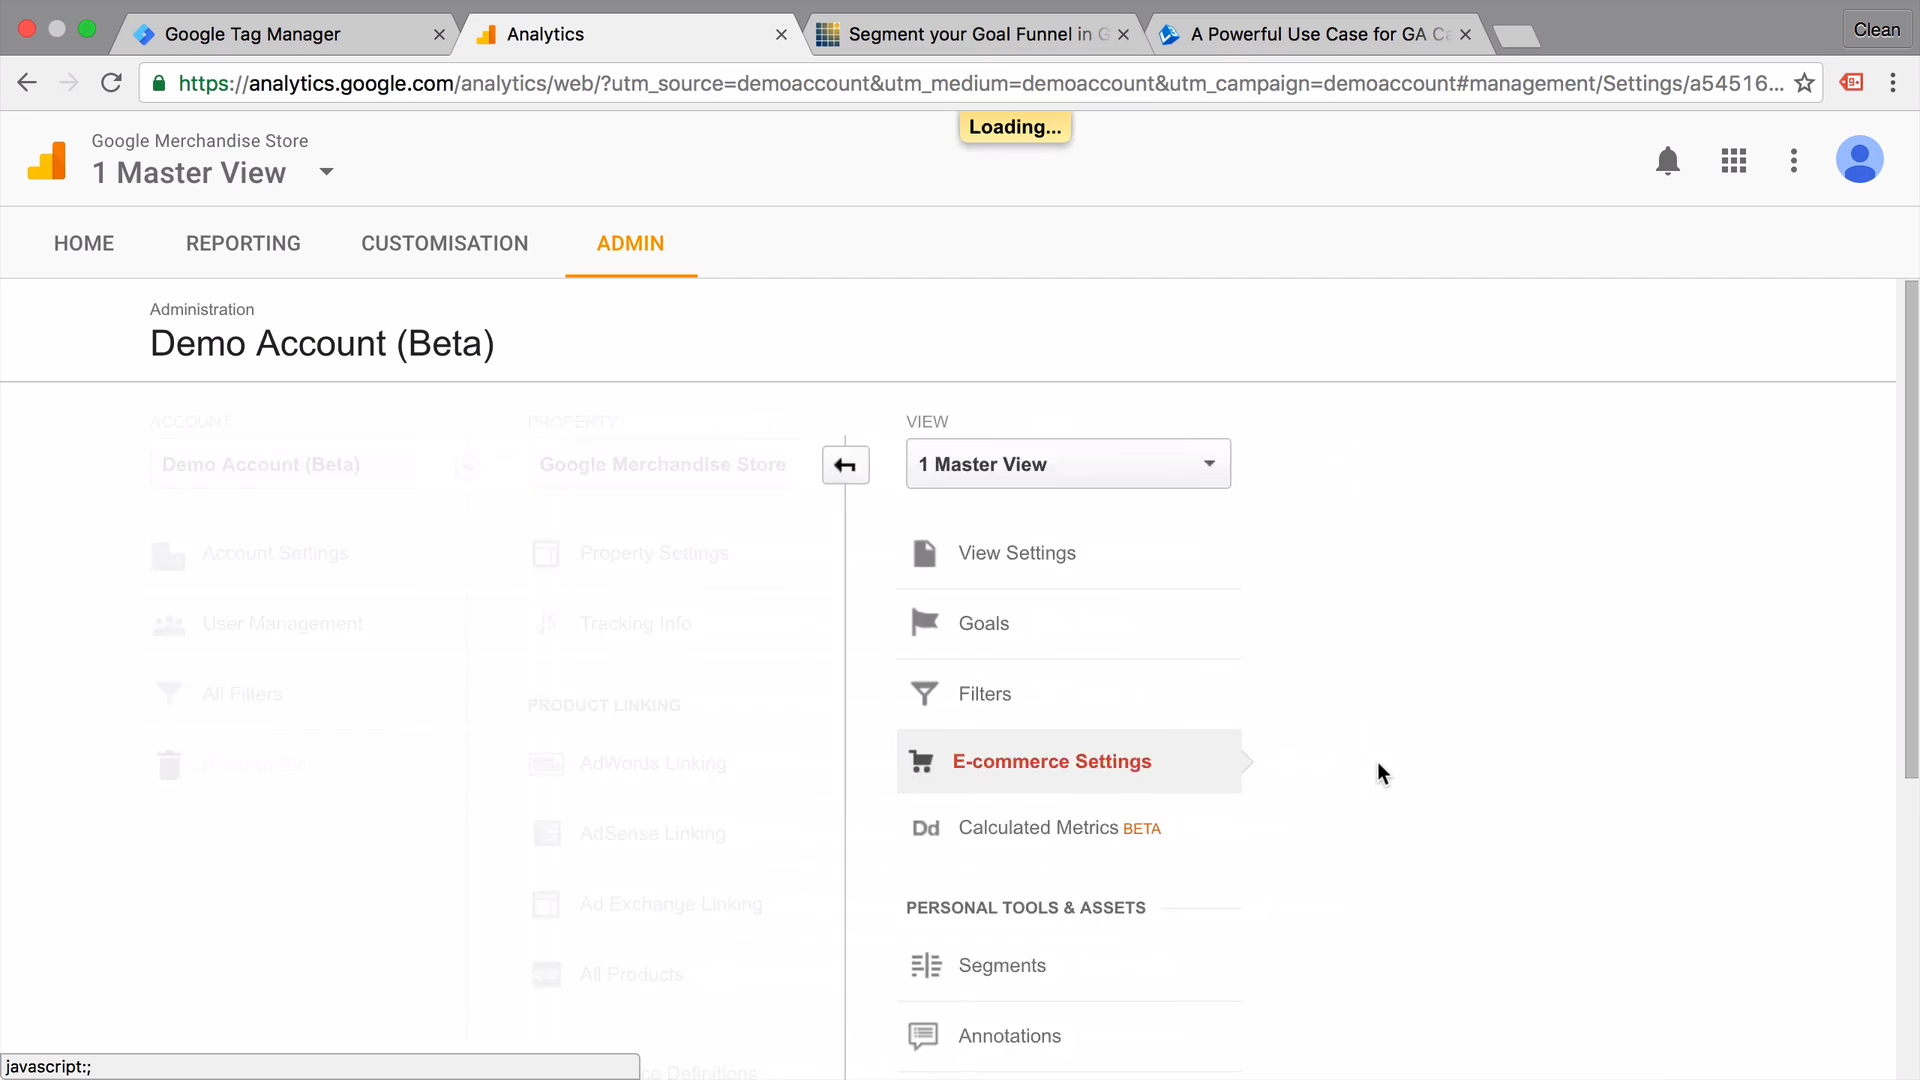 Google Tag Manager
Analytics
Segment your Goal Funnel in G
A Powerful Use Case for GA Ca
Clean
https://analytics.google.com/analytics/web/?utm_source=demoaccount&utm_medium=demoaccount&utm_campaign=demoaccount#management/Settings/a54516...
Loading...
Google Merchandise Store
1 Master View
HOME
REPORTING
CUSTOMISATION
ADMIN
Administration
Demo Account (Beta)
ACCOUNT
Demo Account (Beta)
Account Settings
User Management
All Filters
PROPERTY
Google Merchandise Store
Property Settings
JS Tracking Info
PRODUCT LINKING
AdWords Linking
AdSense Linking
Ad Exchange Linking
All Products
ce Definitions
VIEW
1 Master View
View Settings
Goals
Filters
E-commerce Settings
Dd Calculated Metrics BETA
PERSONAL TOOLS & ASSETS
Segments
Annotations
javascript:;